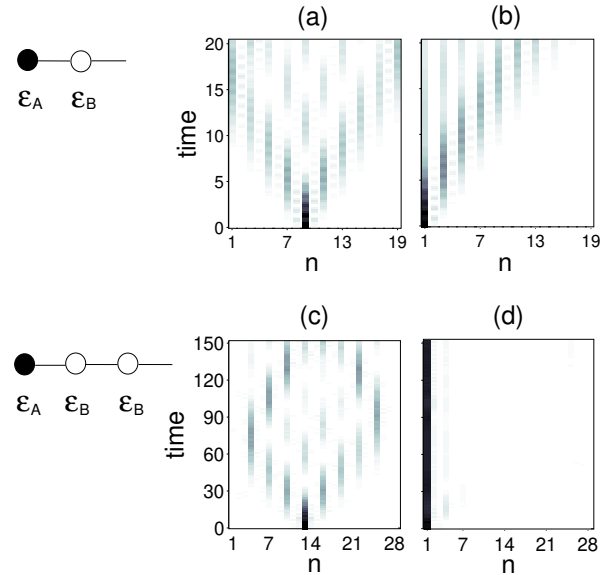 (a)
(b)
εA εB
time
20
15
10
5
0
1 7 13 19
1 7 13 19
n
n
(c)
(d)
εA εB εB
time
150
120
90
60
30
0
1 7 14 21 28
1 7 14 21 28
n
n